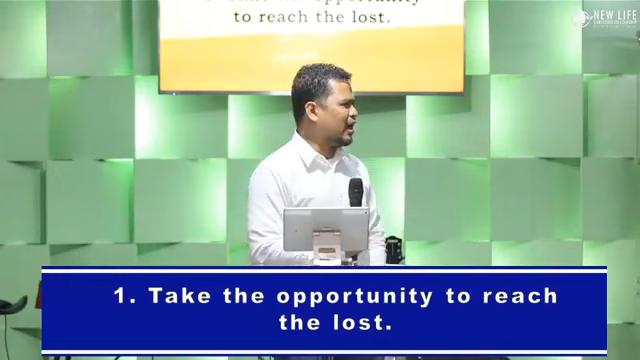 to reach the lost.
NEW LIFE
1. Take the opportunity to reach
the lost.